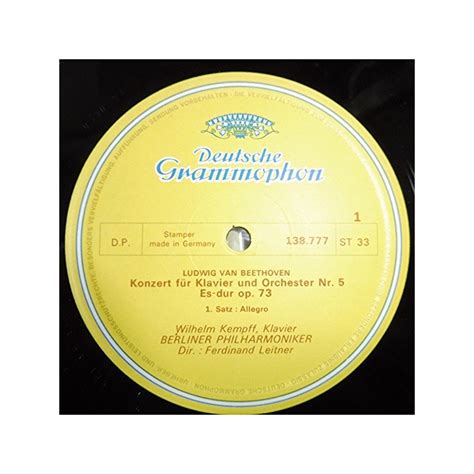 Deutsche
Grammophon
1
D.P.
Stamper
made in Germany
138.777
ST 33
LUDWIG VAN BEETHOVEN
Konzert für Klavier und Orchester Nr. 5
Es-dur op. 73
1. Satz: Allegro
Wilhelm Kempff, Klavier
BERLINER PHILHARMONIKER
Dir.: Ferdinand Leitner